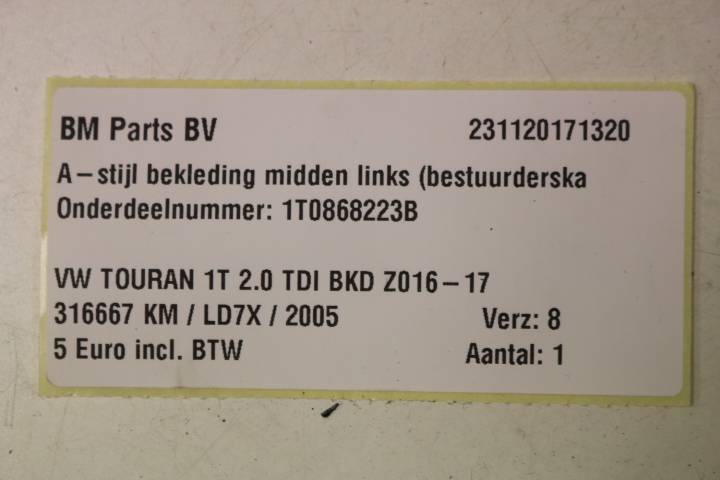 BM Parts BV 231120171320
A-stijl bekleding midden links (bestuurderska
Onderdeelnummer: 1T0868223B
VW TOURAN 1T 2.0 TDI BKD Z016-17
316667 KM / LD7X / 2005 Verz: 8
5 Euro incl. BTW Aantal: 1